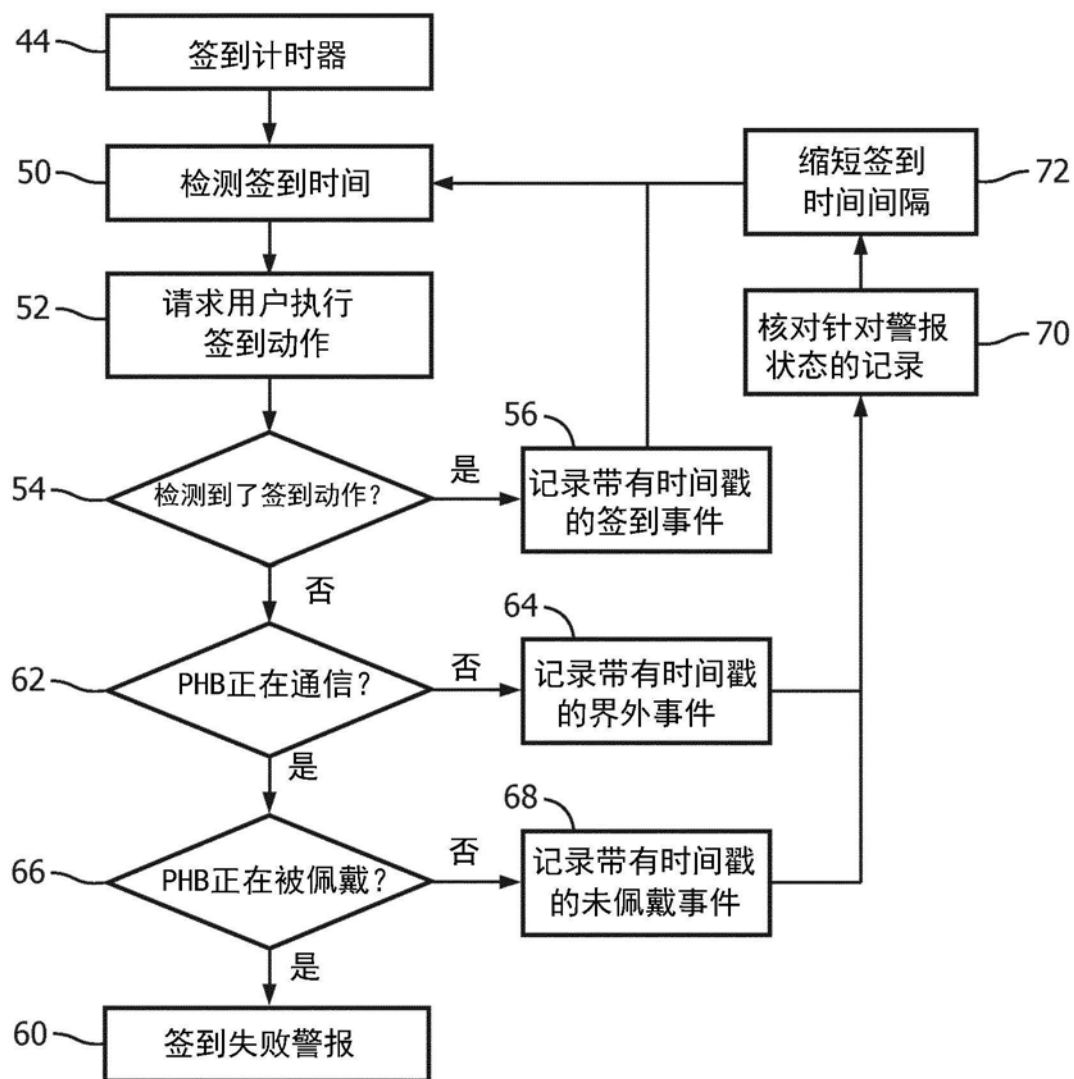 44
签到计时器
50
检测签到时间
缩短签到
时间间隔
72
52
请求用户执行
签到动作
核对针对警报
状态的记录
70
54
检测到了签到动作?
是
56
记录带有时间戳
的签到事件
否
62
PHB正在通信?
否
64
记录带有时间戳
的界外事件
是
66
PHB正在被佩戴?
否
68
记录带有时间戳
的未佩戴事件
是
60
签到失败警报